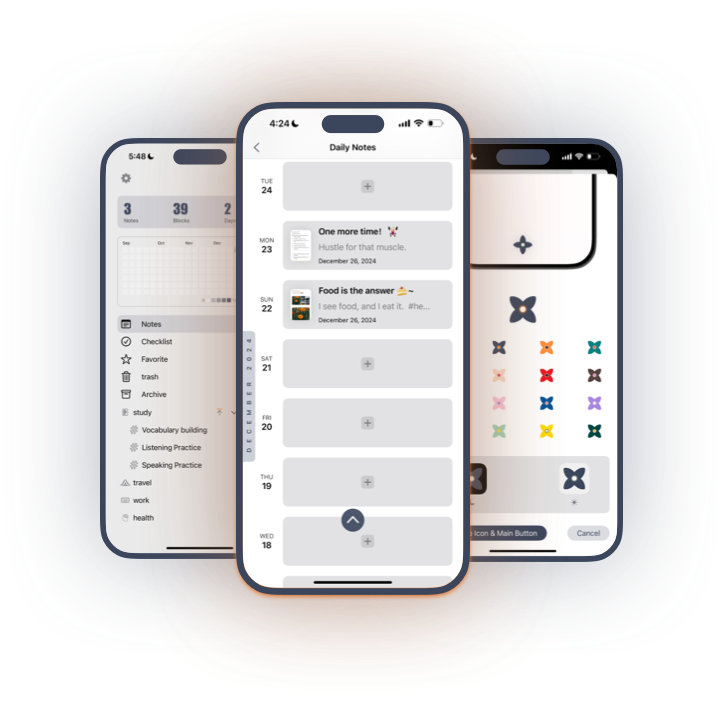 5:48
3
39
2
Notes
Blocks
Sep
Oct
Nov
Dec
Notes
Checklist
Favorite
trash
Archive
study
Vocabulary building
Listening Practice
Speaking Practice
travel
work
health
4:24
Daily Notes
TUE
24
MON
23
One more time!
Hustle for that muscle.
December 26, 2024
SUN
22
Food is the answer 🍰~
I see food, and I eat it. #he...
December 26, 2024
DECEMBER 2024
SAT
21
FRI
20
THU
19
WED
18
Icon & Main Button
Cancel